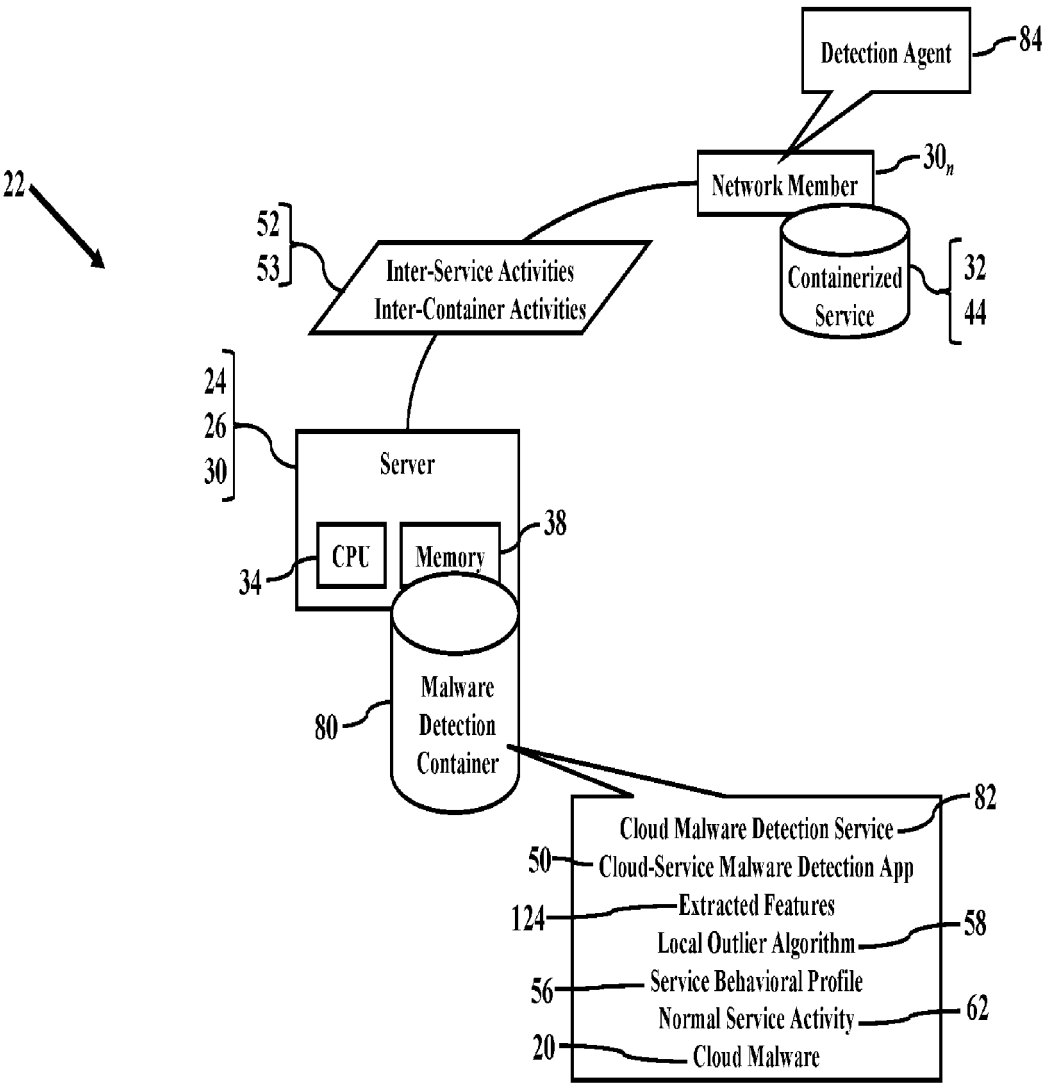 Detection Agent
84
Network Member
30n
22
52
53
Inter-Service Activities
Inter-Container Activities
Containerized
Service
32
44
24
26
30
Server
CPU
Memory
38
34
Malware
Detection
Container
80
82
Cloud Malware Detection Service
50
Cloud-Service Malware Detection App
124
Extracted Features
58
Local Outlier Algorithm
56
Service Behavioral Profile
62
Normal Service Activity
20
Cloud Malware